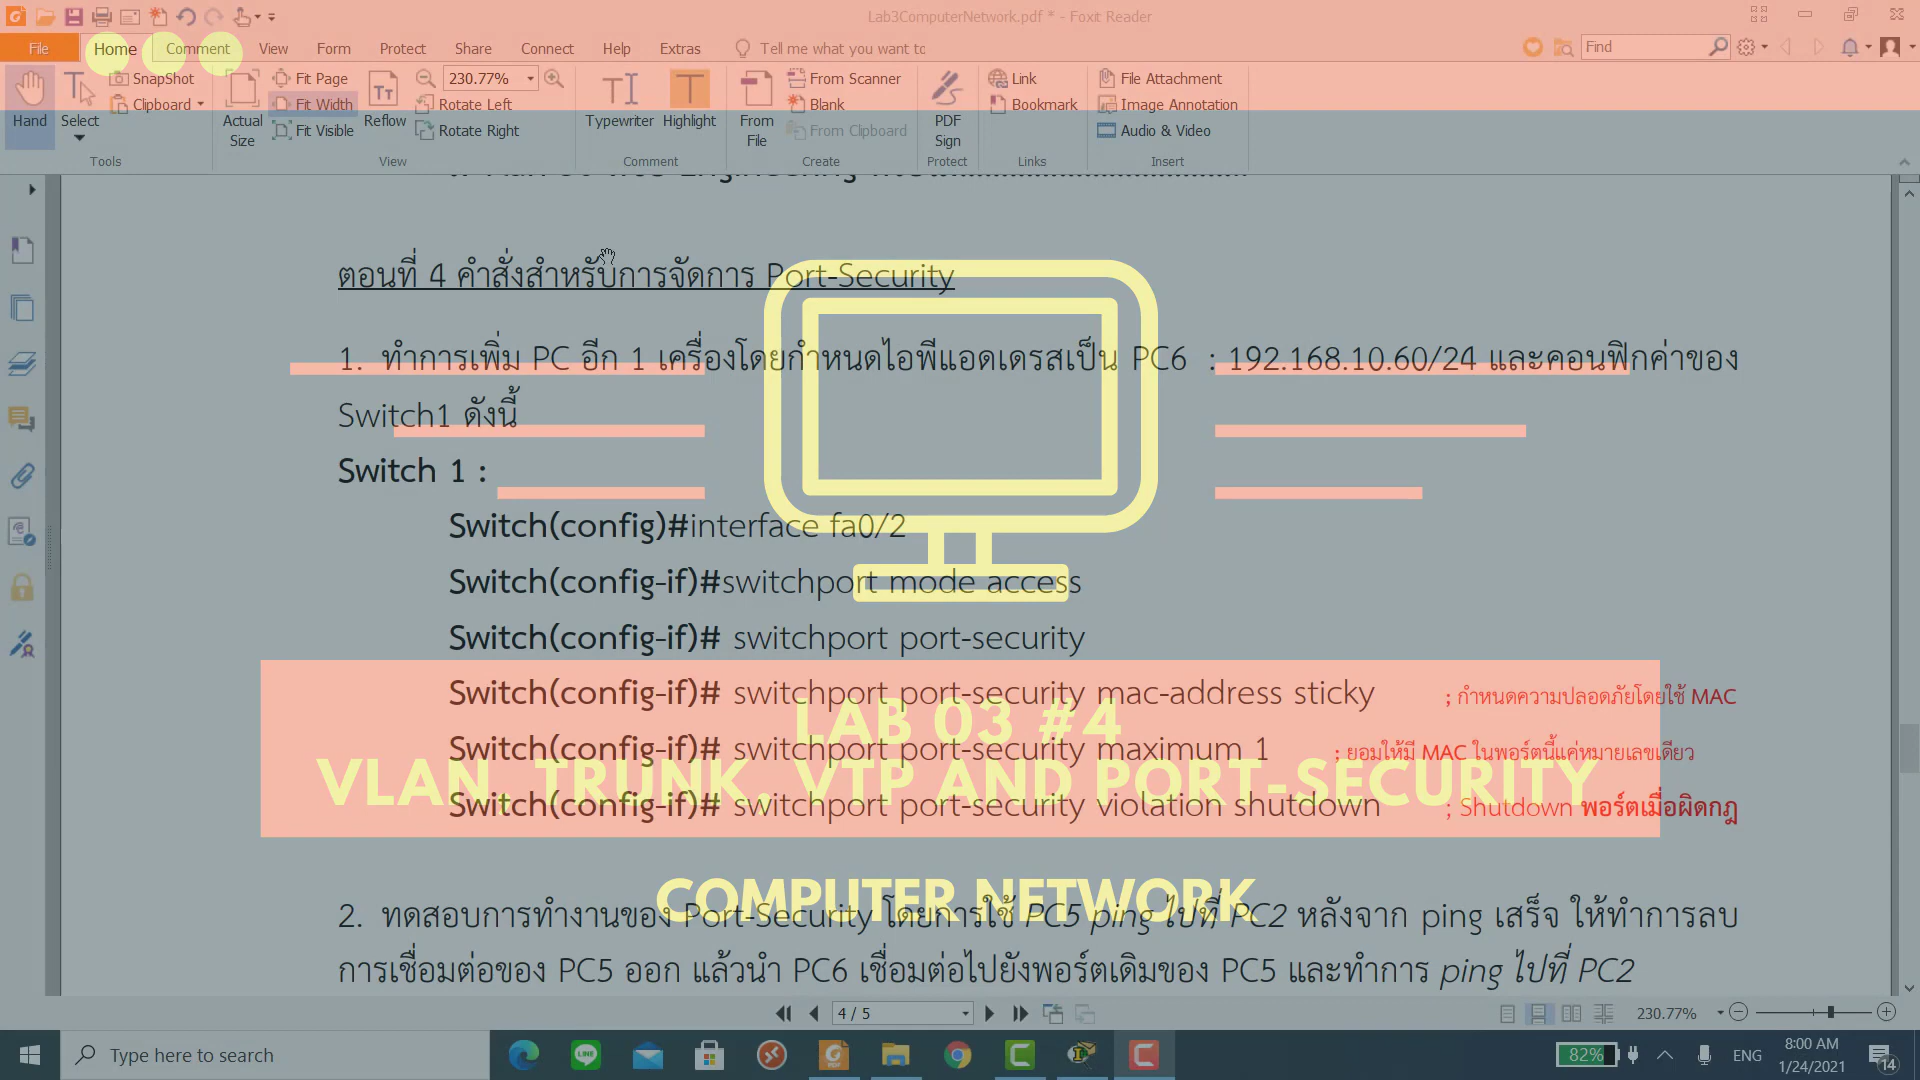 Lab3ComputerNetwork.pdf * - Foxit Reader
File Home Comment View Form Protect Share Connect Help Extras Tell me what you want to Find
SnapShot Fit Page 230.77% From Scanner Link File Attachment
Clipboard Fit Width Rotate Left Blank Bookmark Image Annotation
Hand Select Actual Size Fit Visible Reflow Rotate Right Typewriter Highlight From File From Clipboard PDF Sign Audio & Video
Tools View Comment Create Protect Links Insert
ตอนที่ 4 คำสั่งสำหรับการจัดการ Port-Security
1. ทำการเพิ่ม PC อีก 1 เครื่องโดยกำหนดไอพีแอดเดรสเป็น PC6 : 192.168.10.60/24 และคอนฟิกค่าของ
Switch1 ดังนี้
Switch 1 :
Switch(config)#interface fa0/2
Switch(config-if)#switchport mode access
Switch(config-if)# switchport port-security
Switch(config-if)# switchport port-security mac-address sticky ; กำหนดความปลอดภัยโดยใช้ MAC
LAB 03 #4
Switch(config-if)# switchport port-security maximum 1 ; ยอมให้มี MAC ในพอร์ตนี้แค่หมายเลขเดียว
VLAN, TRUNK, VTP AND PORT-SECURITY
Switch(config-if)# switchport port-security violation shutdown ; Shutdown พอร์ตเมื่อผิดกฎ
COMPUTER NETWORK
2. ทดสอบการทำงานของ Port-Security โดยการใช้ PC5 ping ไปที่ PC2 หลังจาก ping เสร็จ ให้ทำการลบ
การเชื่อมต่อของ PC5 ออก แล้วนำ PC6 เชื่อมต่อไปยังพอร์ตเดิมของ PC5 และทำการ ping ไปที่ PC2
4 / 5 230.77%
Type here to search 82% ENG 8:00 AM
1/24/2021 14